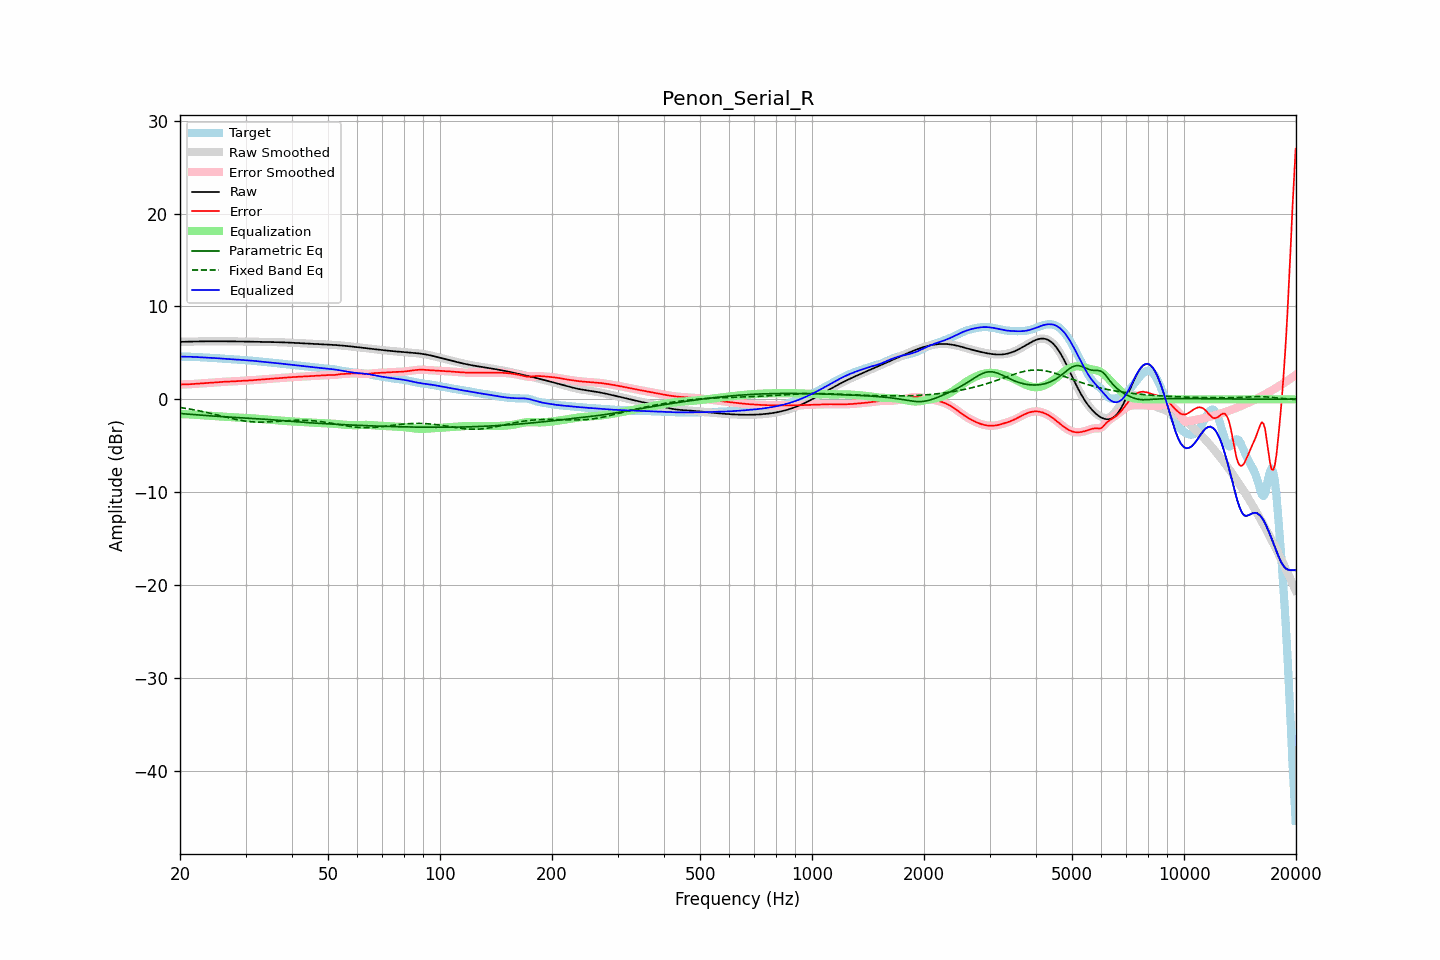 Penon_Serial_R
30
20
10
0
−10
−20
−30
−40
Amplitude (dBr)
Target
Raw Smoothed
Error Smoothed
Raw
Error
Equalization
Parametric Eq
Fixed Band Eq
Equalized
20
50
100
200
500
1000
2000
5000
10000
20000
Frequency (Hz)